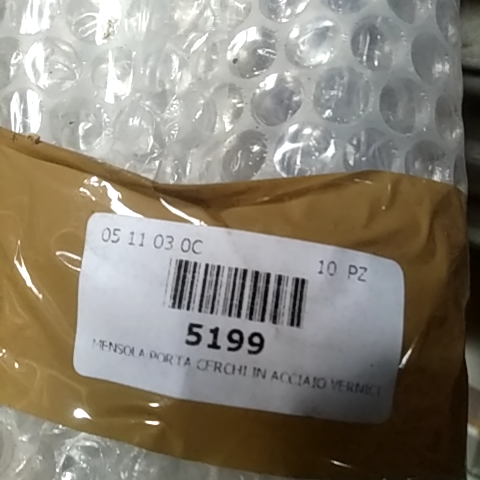 05 11 03 0C
10 PZ
5199
MENSOLA PORTA CERCHI IN ACCIAIO VERNICI